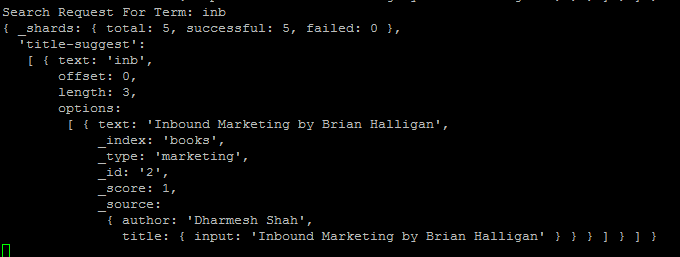 Search Request For Term: inb
{ _shards: { total: 5, successful: 5, failed: 0 },
  'title-suggest':
   [ { text: 'inb',
       offset: 0,
       length: 3,
       options:
        [ { text: 'Inbound Marketing by Brian Halligan',
            _index: 'books',
            _type: 'marketing',
            _id: '2',
            _score: 1,
            _source:
             { author: 'Dharmesh Shah',
               title: { input: 'Inbound Marketing by Brian Halligan' } } } ] } ] }